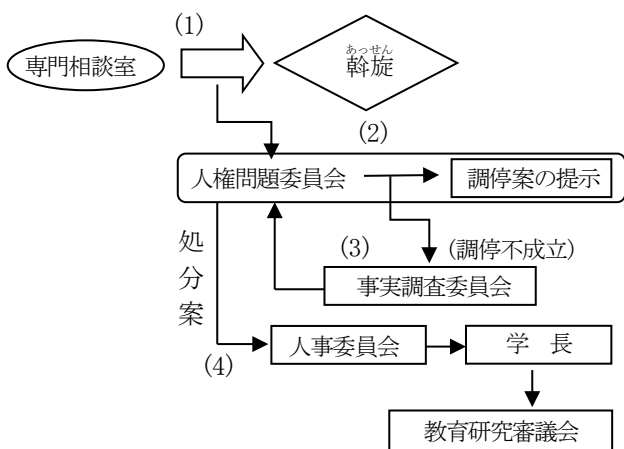 (1)
専門相談室
あっせん
斡旋
(2)
人権問題委員会
調停案の提示
処分案
(3)
(調停不成立)
事実調査委員会
(4)
人事委員会
学 長
教育研究審議会